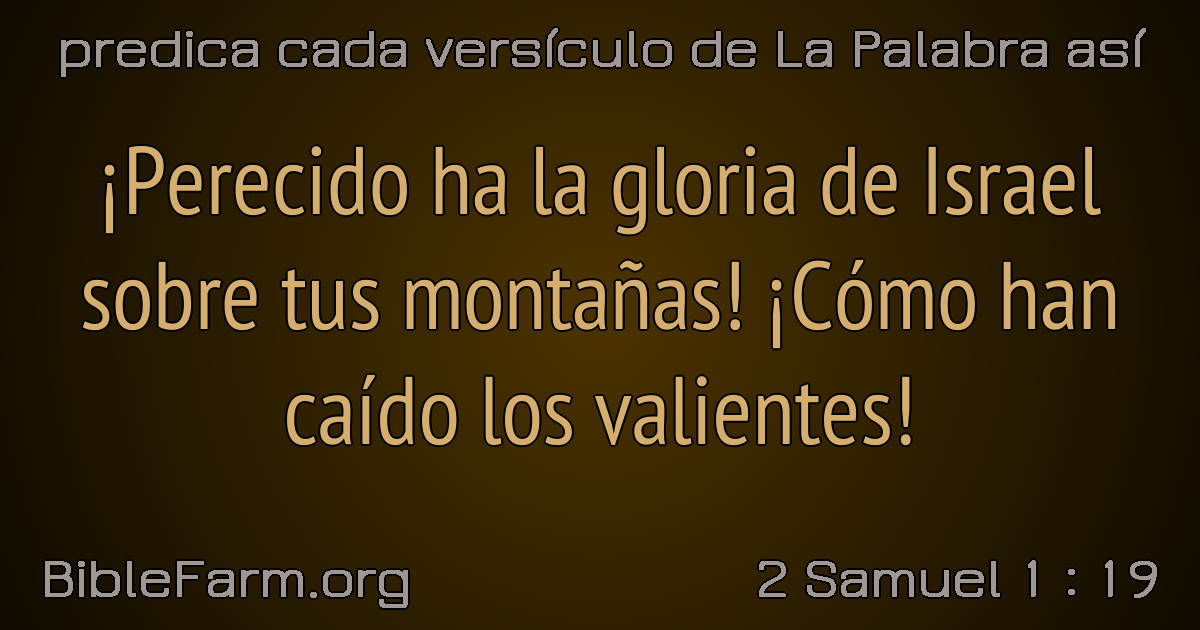 predica cada versículo de La Palabra así
¡Perecido ha la gloria de Israel
sobre tus montañas! ¡Cómo han
caído los valientes!
BibleFarm.org
2 Samuel 1 : 19